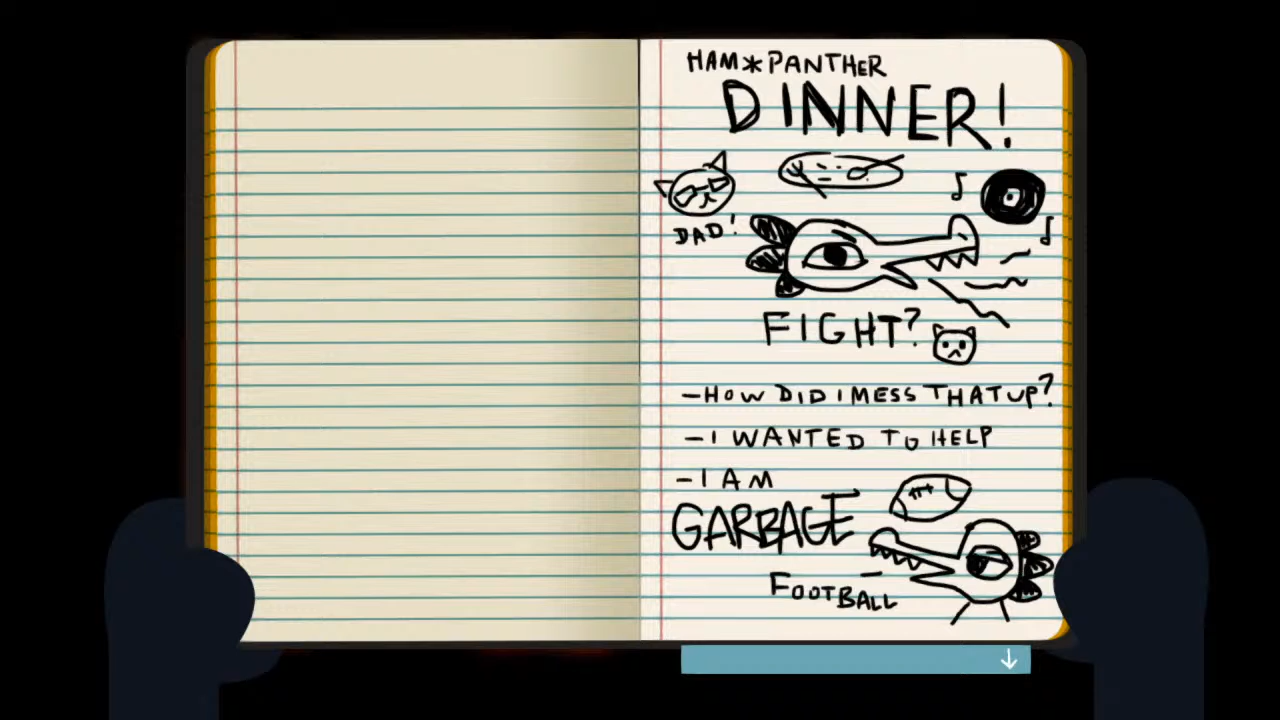 HAM*PANTHER
DINNER!
DAD!
FIGHT?
-HOW DID I MESS THAT UP?
-I WANTED TO HELP
-I AM
GARBAGE
FOOTBALL